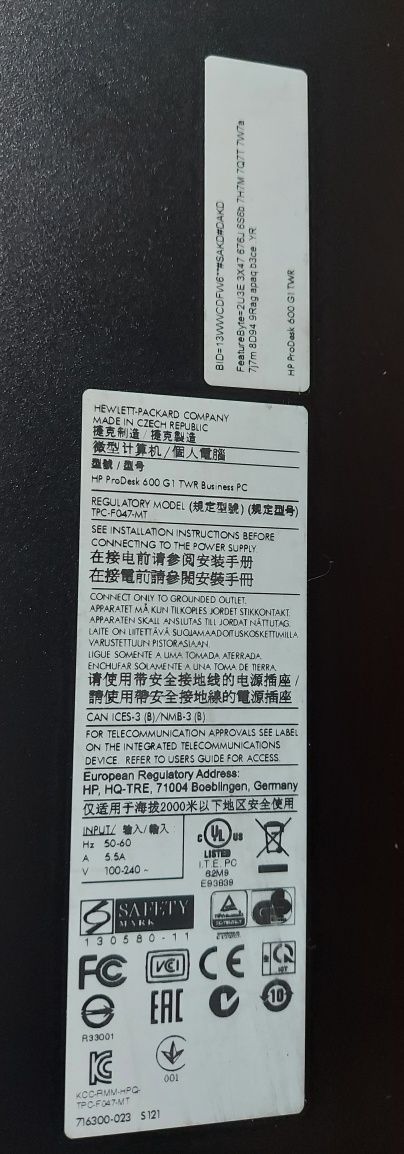 BID=13WWCDFW6**#SAKD#DAKD
FeatureByte=2U3E 3X47 676J 6S6b 7H7M 7Q7T 7W7a
7j7m 8D94 9Rag apaq b3ce .YR
HP ProDesk 600 G1 TWR
HEWLETT-PACKARD COMPANY
MADE IN CZECH REPUBLIC
捷克制造 / 捷克製造
微型计算机/個人電腦
型號 / 型号
HP ProDesk 600 G1 TWR Business PC
REGULATORY MODEL (規定型號) (规定型号)
TPC-F047-MT
SEE INSTALLATION INSTRUCTIONS BEFORE
CONNECTING TO THE POWER SUPPLY.
在接电前请参阅安装手册
在接電前請參閱安裝手冊
CONNECT ONLY TO GROUNDED OUTLET.
APPARATET MÅ KUN TILKOPLES JORDET STIKKONTAKT.
APPARATEN SKALL ANSLUTAS TILL JORDAT NÄTTUTAG.
LAITE ON LIITETTÄVÄ SUOJAMAADOITUSKOSKETTIMILLA
VARUSTETTUUN PISTORASIAAN.
LIGUE SOMENTE A UMA TOMADA ATERRADA.
ENCHUFAR SOLAMENTE A UNA TOMA DE TIERRA.
请使用带安全接地线的电源插座/
請使用帶安全接地線的電源插座
CAN ICES-3 (B)/NMB-3 (B)
FOR TELECOMMUNICATION APPROVALS SEE LABEL
ON THE INTEGRATED TELECOMMUNICATIONS
DEVICE. REFER TO USERS GUIDE FOR ACCESS.
European Regulatory Address:
HP, HQ-TRE, 71004 Boeblingen, Germany
仅适用于海拔2000米以下地区安全使用
INPUT/ 输入/輸入 :
Hz 50-60
A 5.5A
V 100-240 ~
c UL US
LISTED
I.T.E. PC
62M9
E93839
SAFETY
MARK
130580-11
GS
FC
VCI
CE
IQ
IOT
R33001
EAC
10
001
KCC-RMM-HPQ-
TPC-F047-MT
716300-023 S121